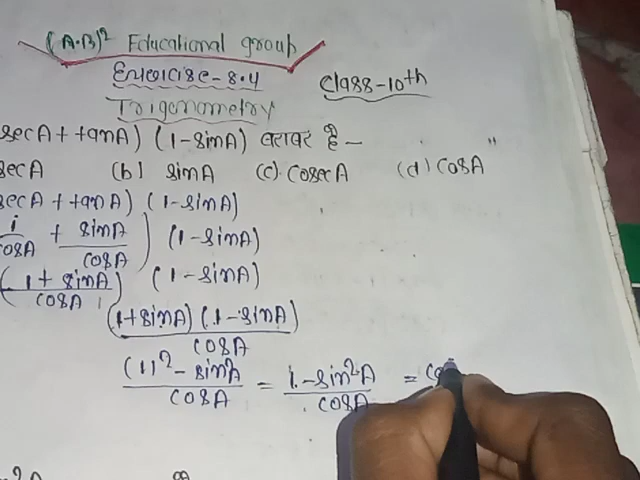 (A.B)² Educational group
Exercise-8.4 Class-10th
Trigonometry
secA + tanA) (1-sinA) बराबर है -
secA (b) sinA (c) cosecA (d) cosA"
secA + tanA) (1-sinA)
1/cosA + sinA/cosA) (1-sinA)
(1+sinA/cosA) (1-sinA)
(1+sinA) (1-sinA)/cosA
(1)²-sin²A/cosA = 1-sin²A/cosA =